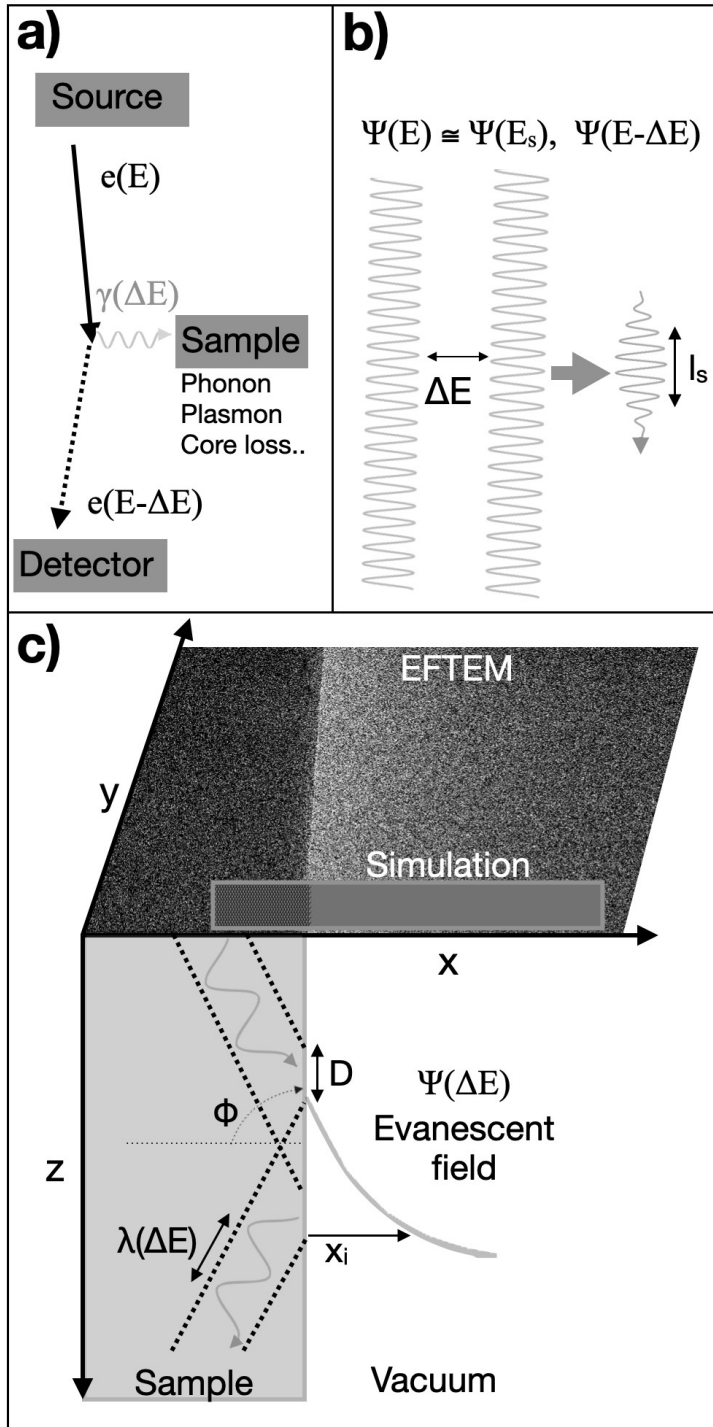 a)
Source
e(E)
γ(ΔE)
Sample
Phonon
Plasmon
Core loss..
e(E-ΔE)
Detector
b)
Ψ(E) ≅ Ψ(Eₛ), Ψ(E-ΔE)
ΔE
lₛ
c)
EFTEM
y
Simulation
x
D
Ψ(ΔE)
ϕ
Evanescent
field
z
λ(ΔE)
xᵢ
Sample
Vacuum